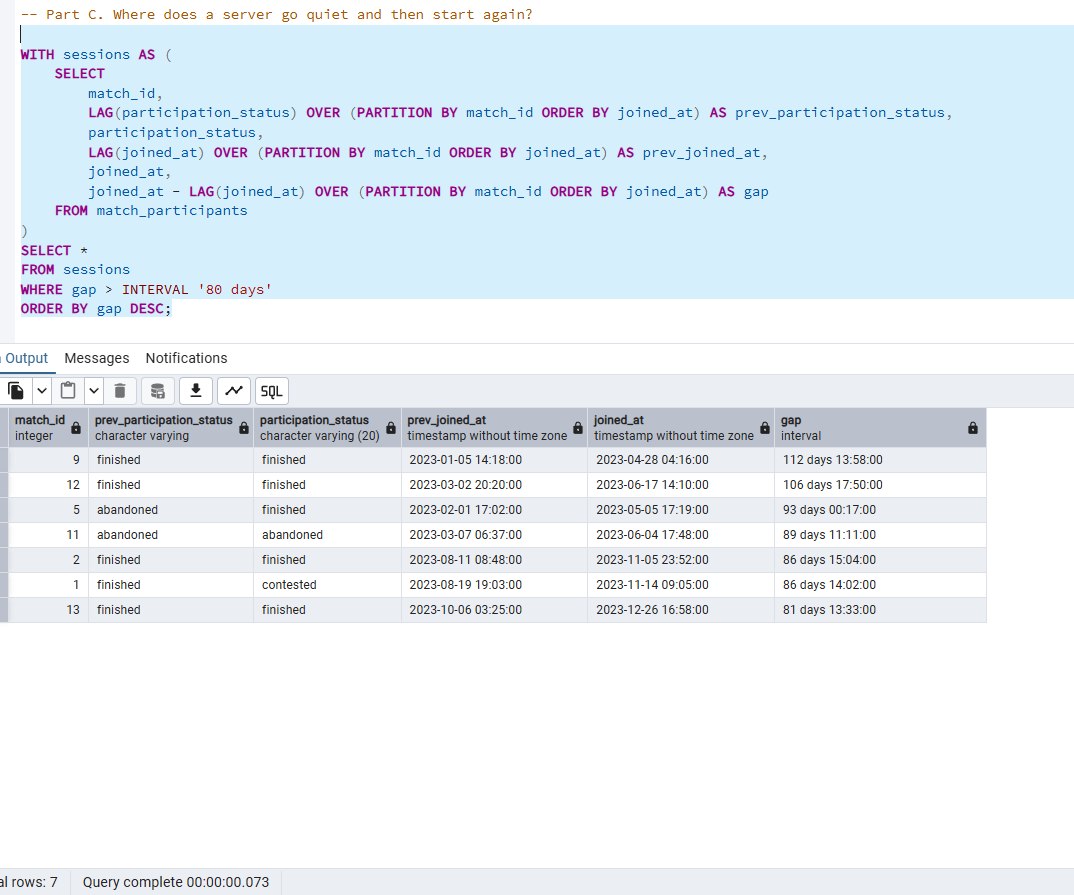 -- Part C. Where does a server go quiet and then start again?
WITH sessions AS (
SELECT
match_id,
LAG(participation_status) OVER (PARTITION BY match_id ORDER BY joined_at) AS prev_participation_status,
participation_status,
LAG(joined_at) OVER (PARTITION BY match_id ORDER BY joined_at) AS prev_joined_at,
joined_at,
joined_at - LAG(joined_at) OVER (PARTITION BY match_id ORDER BY joined_at) AS gap
FROM match_participants
)
SELECT *
FROM sessions
WHERE gap > INTERVAL '80 days'
ORDER BY gap DESC;
Output Messages Notifications
SQL
match_id prev_participation_status participation_status prev_joined_at joined_at gap
integer character varying character varying (20) timestamp without time zone timestamp without time zone interval
9 finished finished 2023-01-05 14:18:00 2023-04-28 04:16:00 112 days 13:58:00
12 finished finished 2023-03-02 20:20:00 2023-06-17 14:10:00 106 days 17:50:00
5 abandoned finished 2023-02-01 17:02:00 2023-05-05 17:19:00 93 days 00:17:00
11 abandoned abandoned 2023-03-07 06:37:00 2023-06-04 17:48:00 89 days 11:11:00
2 finished finished 2023-08-11 08:48:00 2023-11-05 23:52:00 86 days 15:04:00
1 finished contested 2023-08-19 19:03:00 2023-11-14 09:05:00 86 days 14:02:00
13 finished finished 2023-10-06 03:25:00 2023-12-26 16:58:00 81 days 13:33:00
al rows: 7 Query complete 00:00:00.073